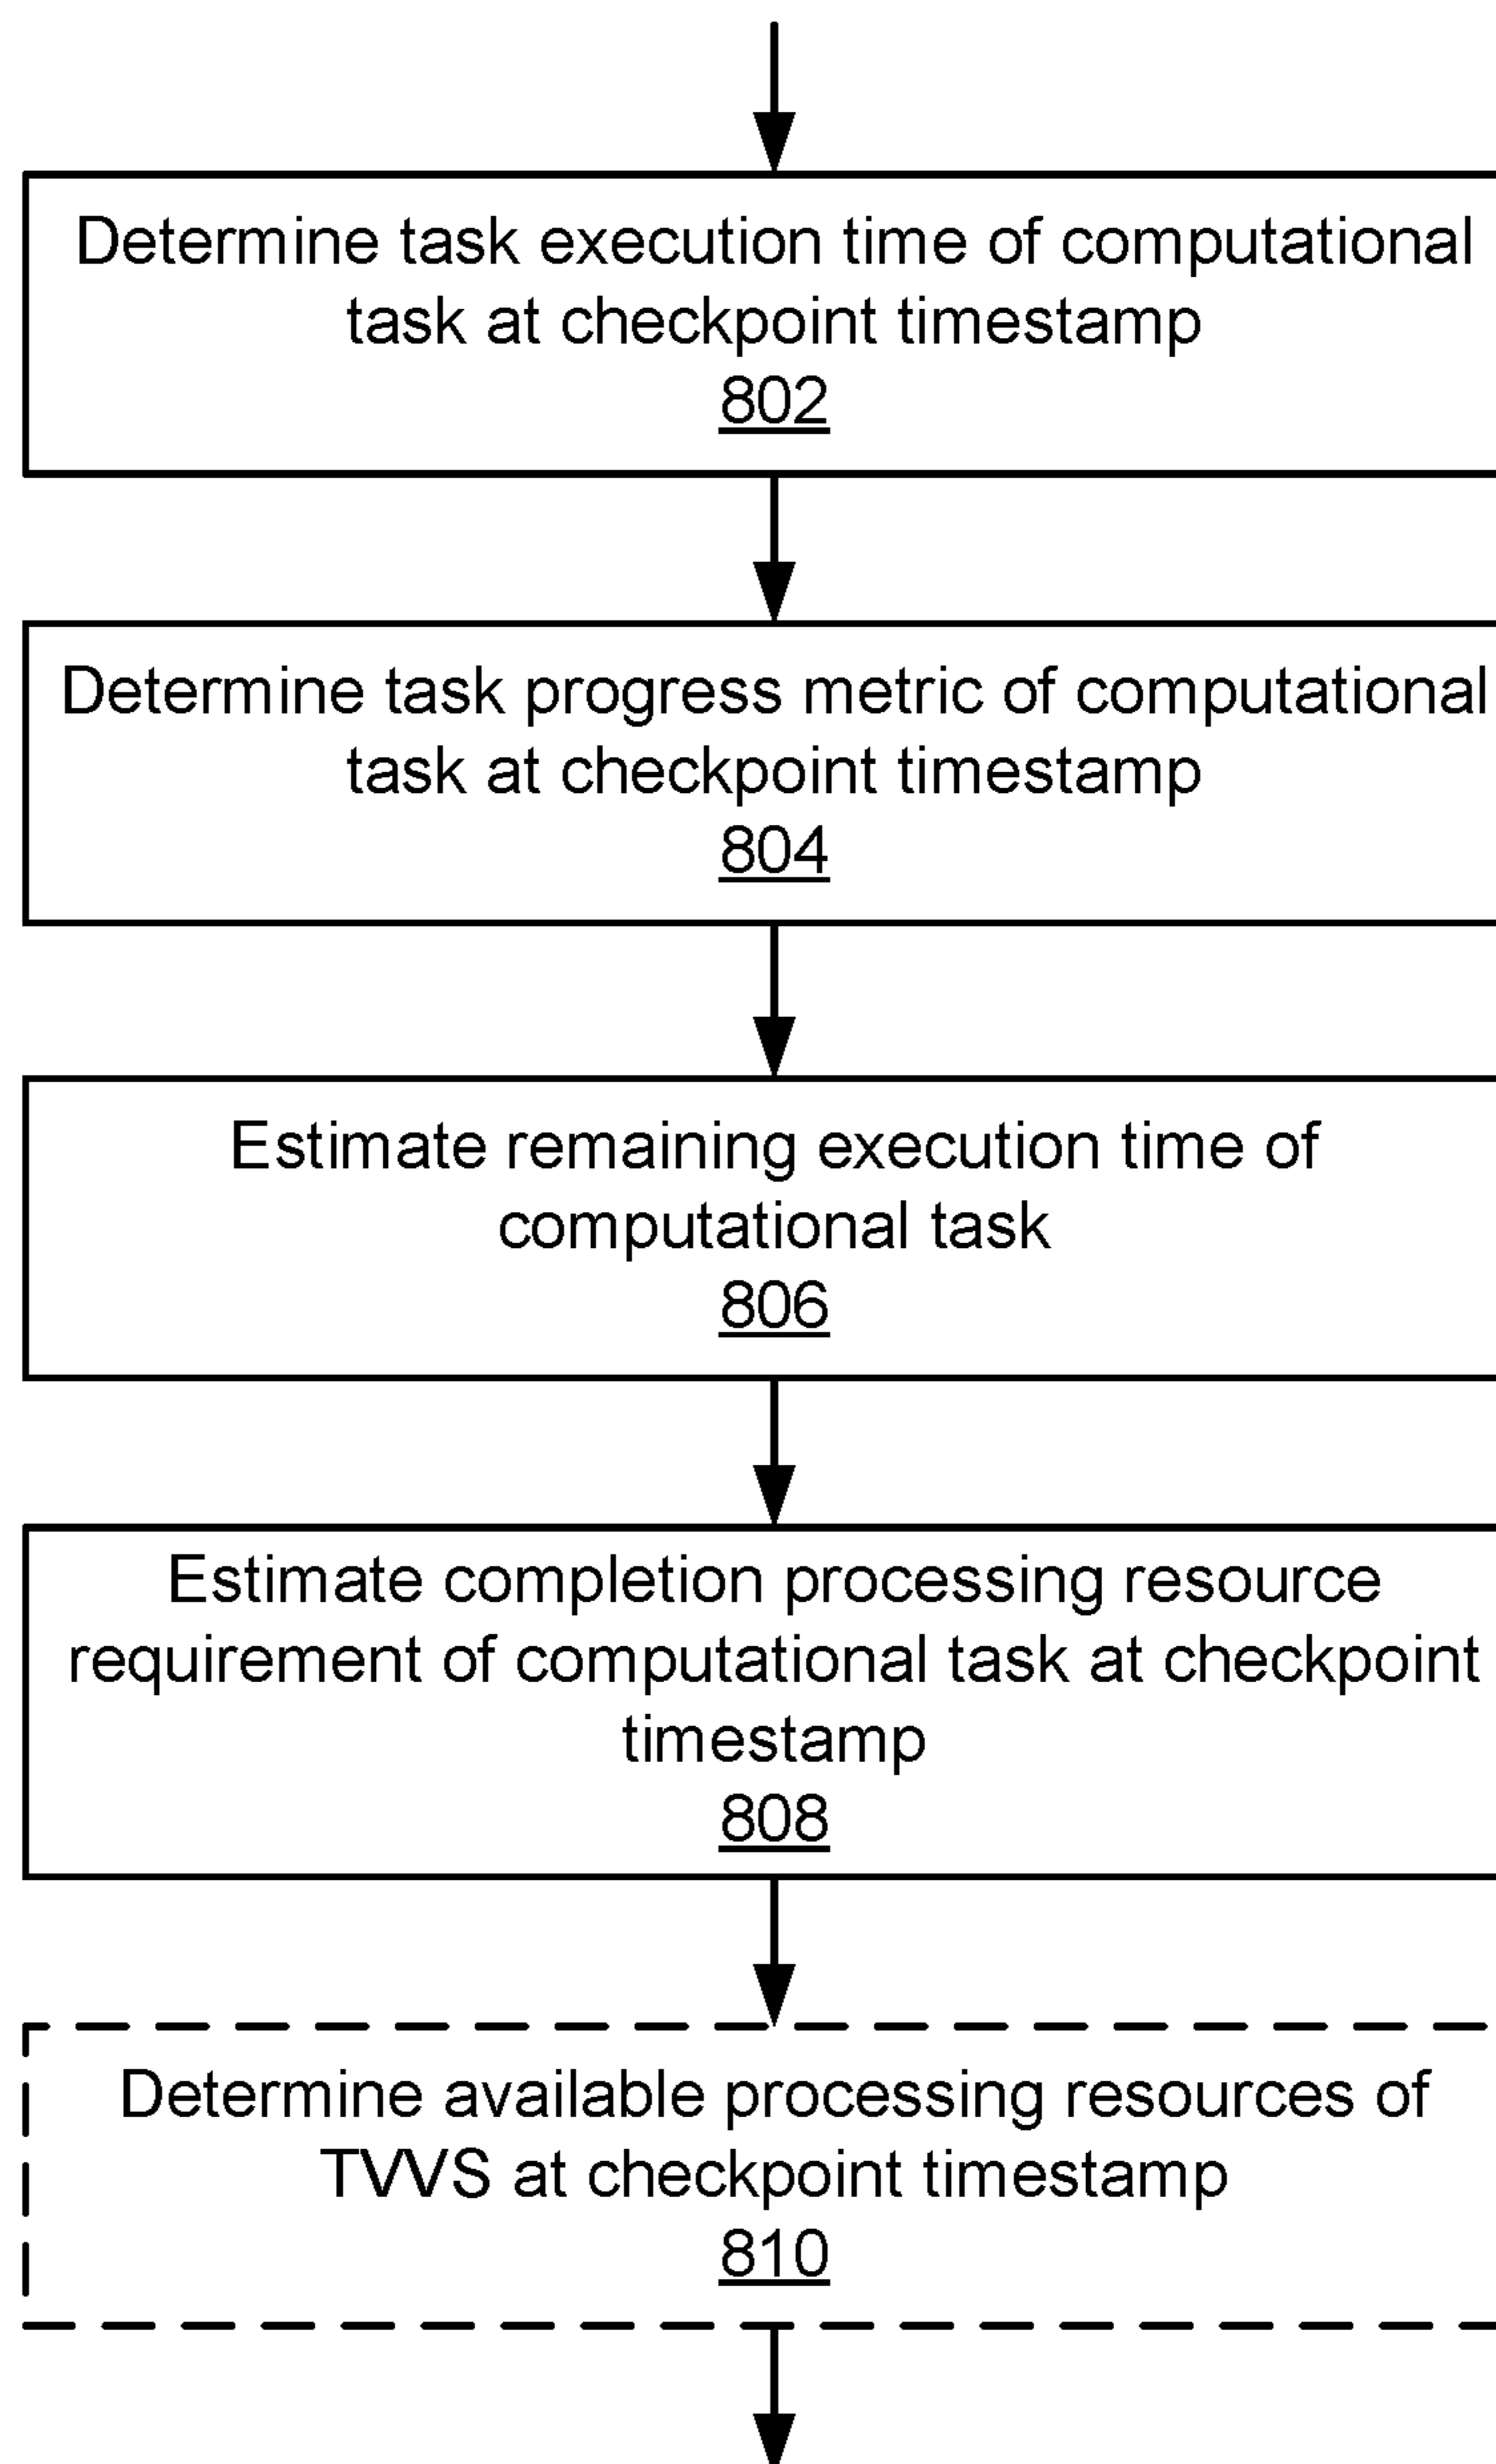 Determine task execution time of computational
task at checkpoint timestamp
802
Determine task progress metric of computational
task at checkpoint timestamp
804
Estimate remaining execution time of
computational task
806
Estimate completion processing resource
requirement of computational task at checkpoint
timestamp
808
Determine available processing resources of
TVVS at checkpoint timestamp
810